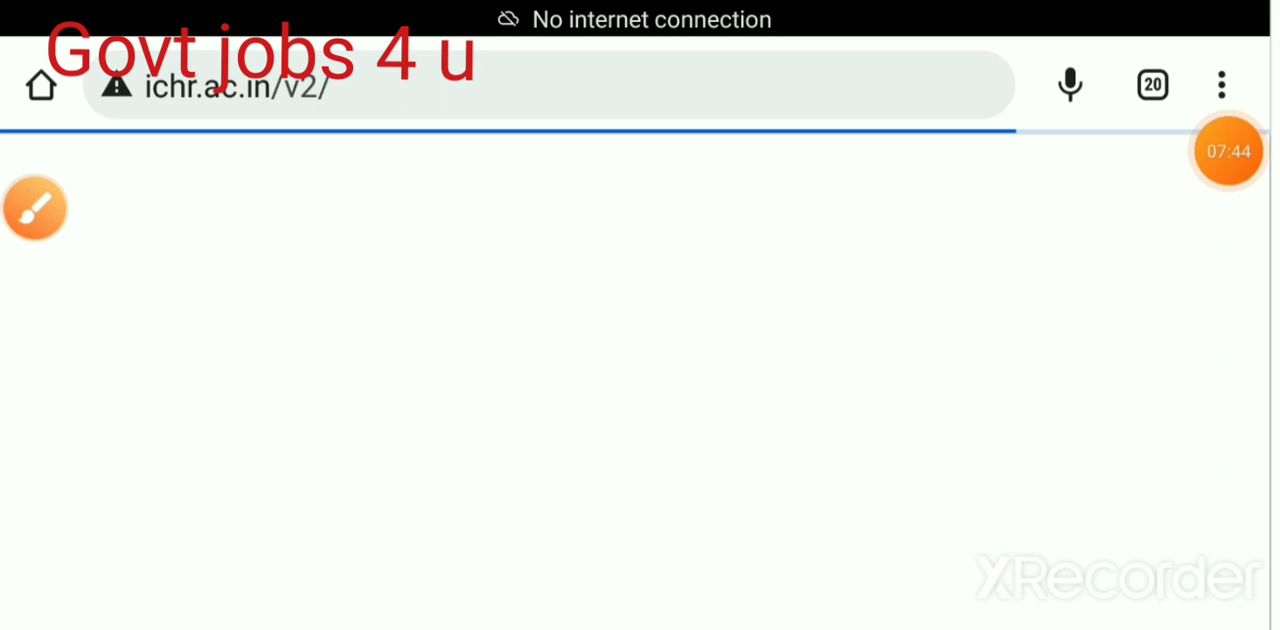 No internet connection
Govt jobs 4 u
ichr.ac.in/v2/
20
07:44
XRecorder